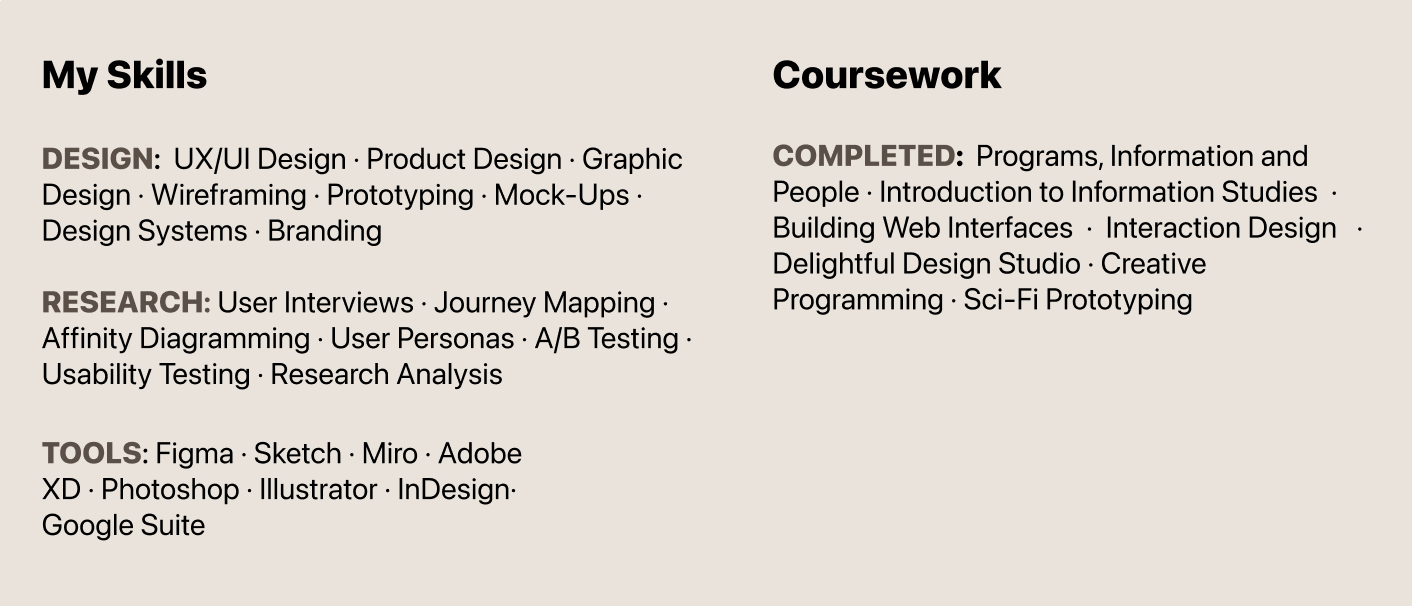 My Skills
DESIGN:  UX/UI Design · Product Design · Graphic
Design · Wireframing · Prototyping · Mock-Ups ·
Design Systems · Branding
RESEARCH: User Interviews · Journey Mapping ·
Affinity Diagramming · User Personas · A/B Testing ·
Usability Testing · Research Analysis
TOOLS: Figma · Sketch · Miro · Adobe
XD · Photoshop · Illustrator · InDesign·
Google Suite
Coursework
COMPLETED:  Programs, Information and
People · Introduction to Information Studies  ·
Building Web Interfaces  ·  Interaction Design   ·
Delightful Design Studio · Creative
Programming · Sci-Fi Prototyping